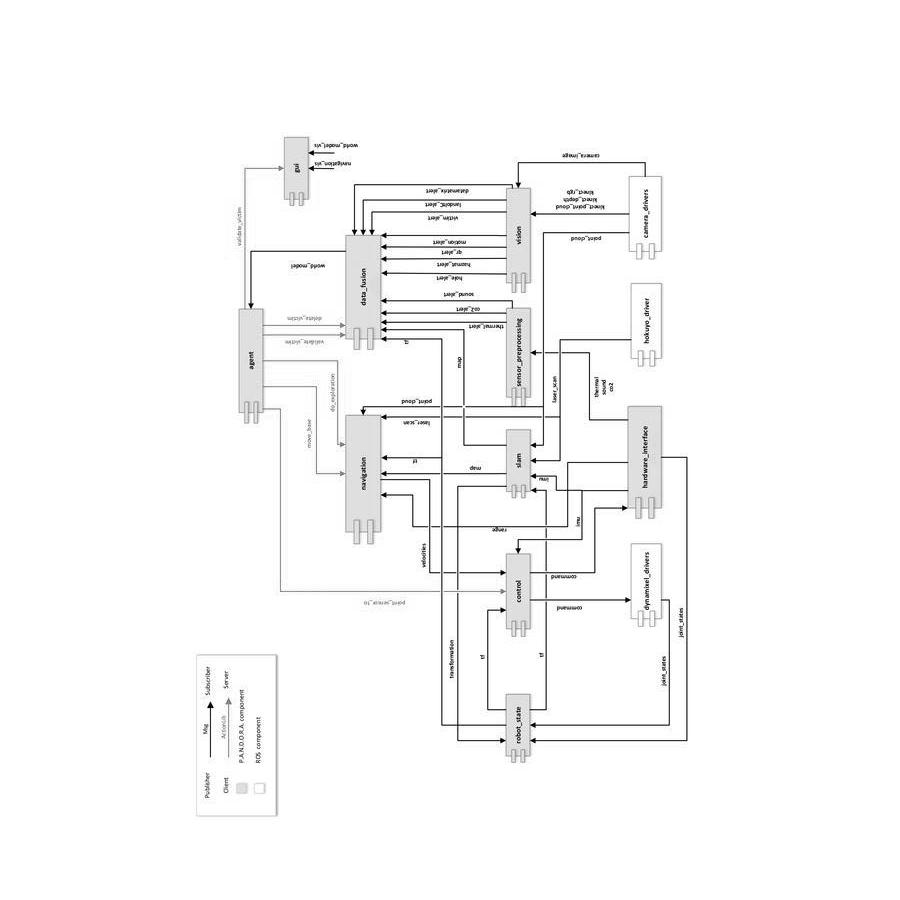 world_model_vis
navigation_vis
gui
validate_victim
camera_image
kinect_rgb
kinect_depth
kinect_point_cloud
camera_drivers
point_cloud
vision
datamatrix_alert
landoltC_alert
victim_alert
motion_alert
qr_alert
hazmat_alert
hole_alert
world_model
data_fusion
sound_alert
co2_alert
thermal_alert
tf
map
sensor_preprocessing
hokuyo_driver
laser_scan
thermal
sound
co2
agent
delete_victim
validate_victim
do_exploration
move_base
point_cloud
laser_scan
navigation
tf
map
slam
imu
imu
hardware_interface
range
velocities
control
command
command
dynamixel_drivers
point_sensor_to
transformation
tf
tf
joint_states
joint_states
robot_state
Publisher
Msg
Subscriber
Client
ActionLib
Server
P.A.N.D.O.R.A. component
ROS component